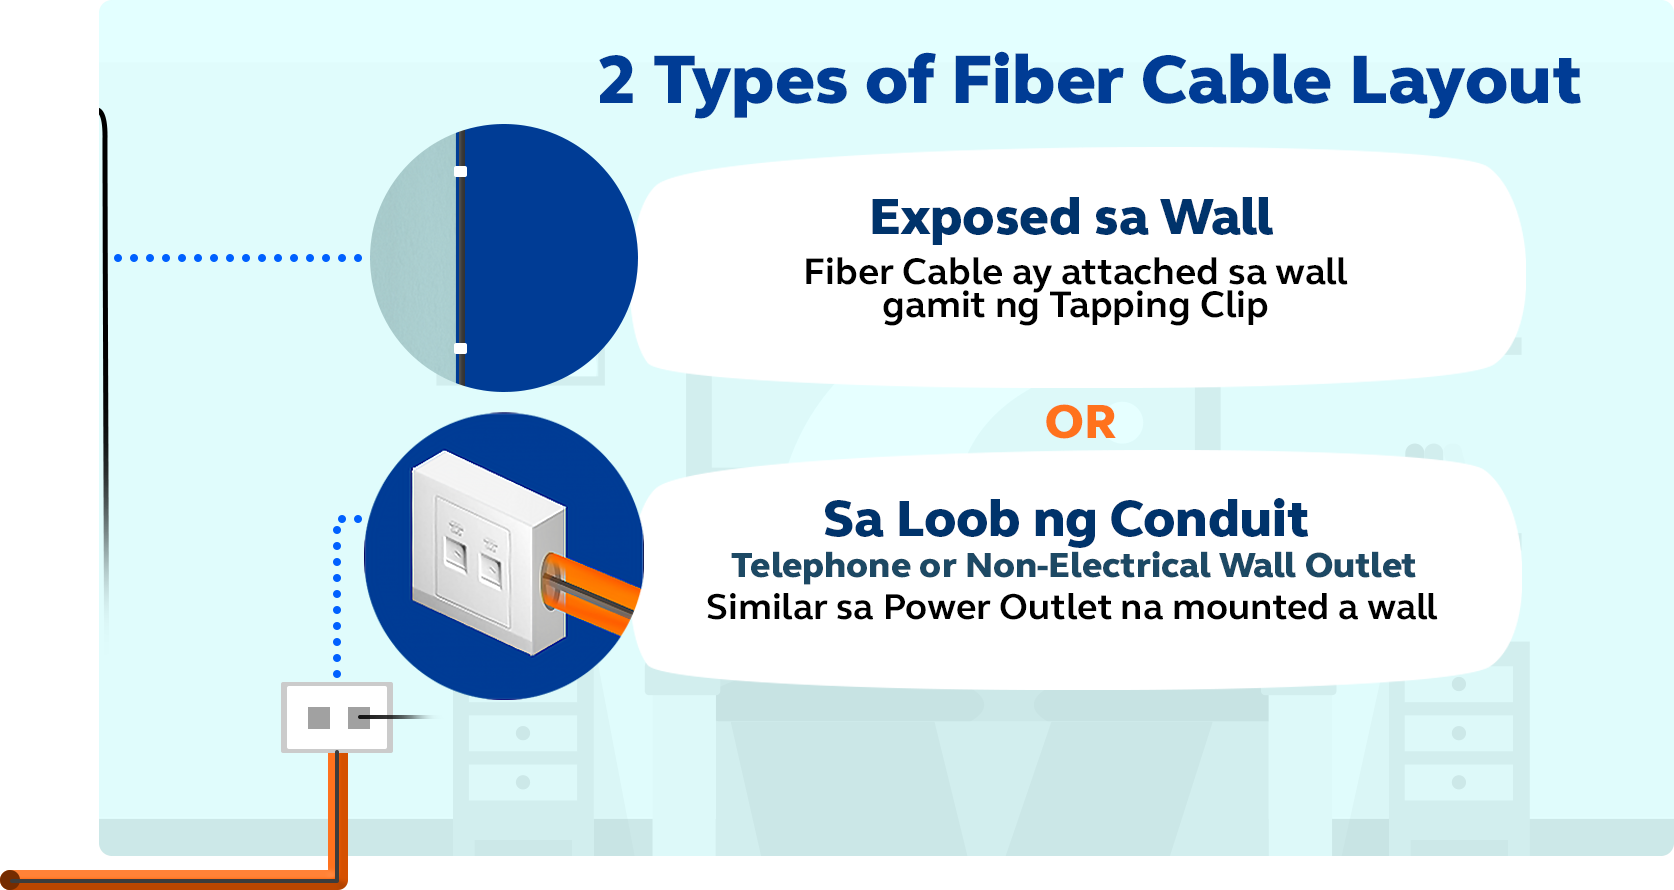 2 Types of Fiber Cable Layout
Exposed sa Wall
Fiber Cable ay attached sa wall
gamit ng Tapping Clip
OR
Sa Loob ng Conduit
Telephone or Non-Electrical Wall Outlet
Similar sa Power Outlet na mounted a wall